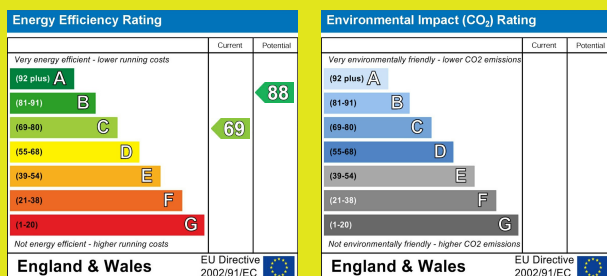 Energy Efficiency Rating
Current Potential
Very energy efficient - lower running costs
(92 plus) A
(81-91) B
(69-80) C
(55-68) D
(39-54) E
(21-38) F
(1-20) G
88
69
Not energy efficient - higher running costs
England & Wales
EU Directive
2002/91/EC
Environmental Impact (CO₂) Rating
Current Potential
Very environmentally friendly - lower CO2 emissions
(92 plus) A
(81-91) B
(69-80) C
(55-68) D
(39-54) E
(21-38) F
(1-20) G
Not environmentally friendly - higher CO2 emissions
England & Wales
EU Directive
2002/91/EC